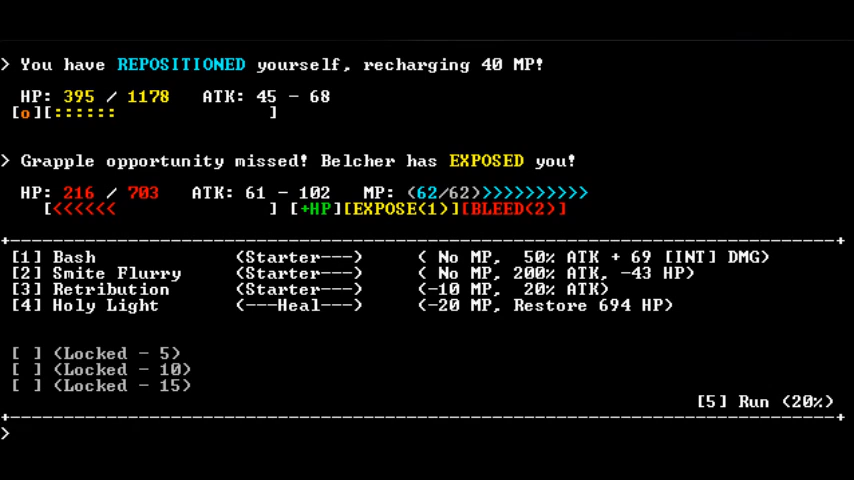 > You have REPOSITIONED yourself, recharging 40 MP!
HP: 395 / 1178 ATK: 45 - 68
[o][:::::: ]
> Grapple opportunity missed! Belcher has EXPOSED you!
HP: 216 / 703 ATK: 61 - 102 MP: (62/62)>>>>>>>>>>
[<<<<<< ] [+HP][EXPOSE(1)][BLEED(2)]
[1] Bash (Starter---) ( No MP, 50% ATK + 69 [INT] DMG)
[2] Smite Flurry (Starter---) ( No MP, 200% ATK, -43 HP)
[3] Retribution (Starter---) (-10 MP, 20% ATK)
[4] Holy Light (---Heal---) (-20 MP, Restore 694 HP)
[ ] (Locked - 5)
[ ] (Locked - 10)
[ ] (Locked - 15)
[5] Run (20%)
>